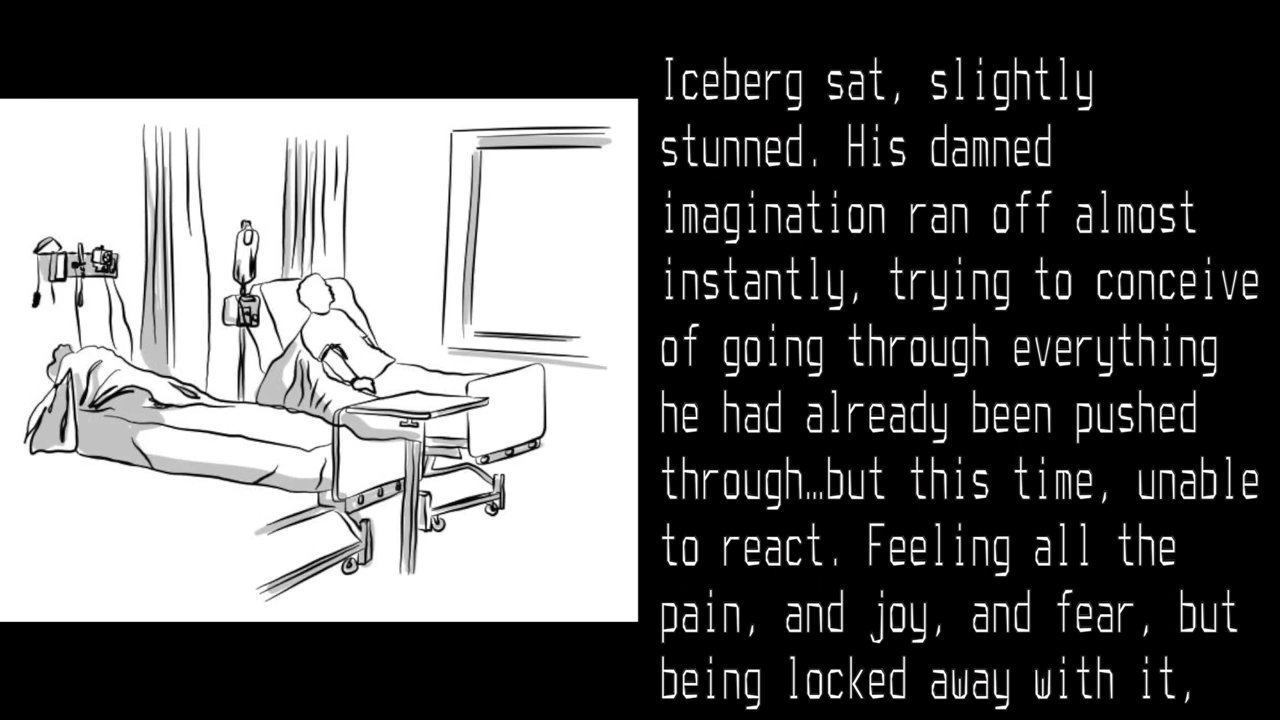 Iceberg sat, slightly
stunned. His damned
imagination ran off almost
instantly, trying to conceive
of going through everything
he had already been pushed
through…but this time, unable
to react. Feeling all the
pain, and joy, and fear, but
being locked away with it,